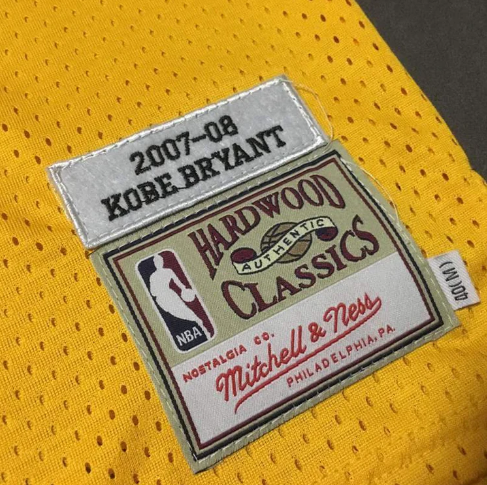 2007-08
KOBE BRYANT
HARDWOOD
AUTHENTIC
CLASSICS
NBA
NOSTALGIA CO.
Mitchell & Ness
PHILADELPHIA, PA.
40(M)